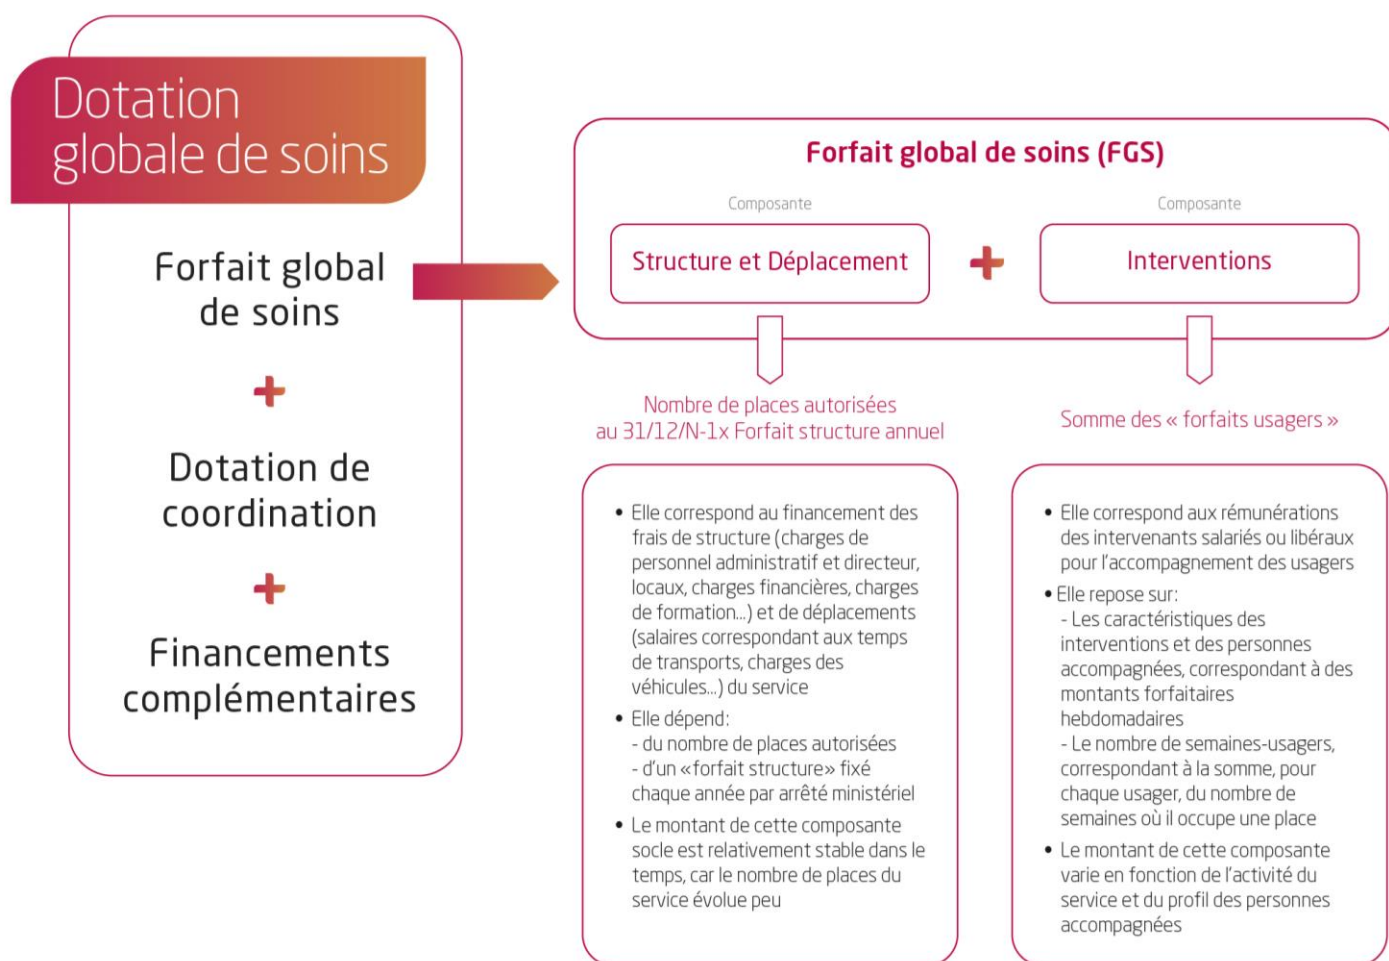 Dotation
globale de soins
Forfait global
de soins
+
Dotation de
coordination
+
Financements
complémentaires
Forfait global de soins (FGS)
Composante
Structure et Déplacement
+
Composante
Interventions
Nombre de places autorisées
au 31/12/N-1x Forfait structure annuel
• Elle correspond au financement des
frais de structure (charges de
personnel administratif et directeur,
locaux, charges financières, charges
de formation...) et de déplacements
(salaires correspondant aux temps
de transports, charges des
véhicules...) du service
• Elle dépend:
- du nombre de places autorisées
- d'un «forfait structure» fixé
chaque année par arrêté ministériel
• Le montant de cette composante
socle est relativement stable dans le
temps, car le nombre de places du
service évolue peu
Somme des « forfaits usagers »
• Elle correspond aux rémunérations
des intervenants salariés ou libéraux
pour l'accompagnement des usagers
• Elle repose sur:
- Les caractéristiques des
interventions et des personnes
accompagnées, correspondant à des
montants forfaitaires
hebdomadaires
- Le nombre de semaines-usagers,
correspondant à la somme, pour
chaque usager, du nombre de
semaines où il occupe une place
• Le montant de cette composante
varie en fonction de l'activité du
service et du profil des personnes
accompagnées